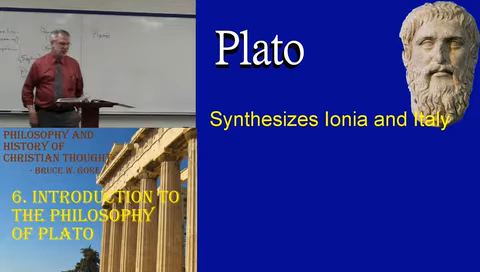 Plato
Synthesizes Ionia and Italy
PHILOSOPHY AND
HISTORY OF
CHRISTIAN THOUGHT
- BRUCE W. GORE
6. INTRODUCTION TO
THE PHILOSOPHY
OF PLATO